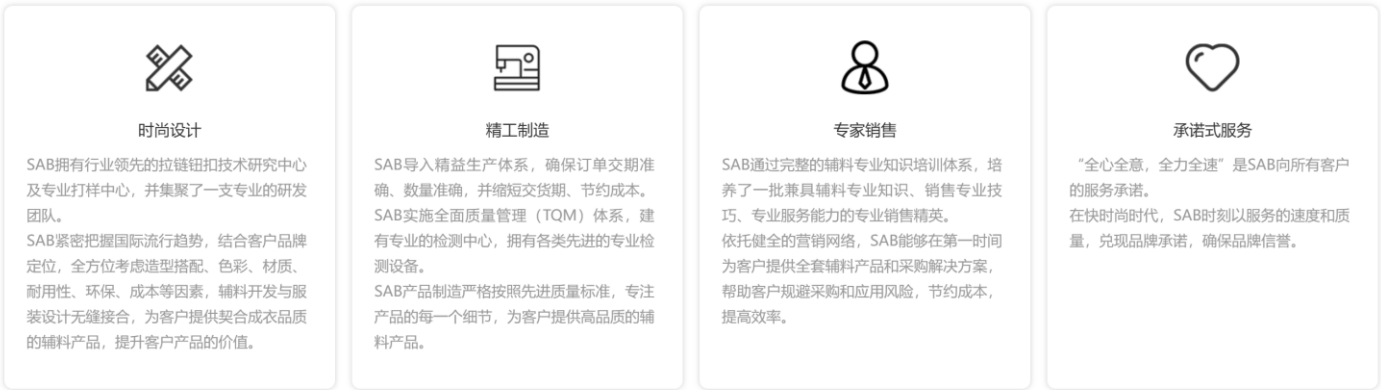 时尚设计
SAB拥有行业领先的拉链钮扣技术研究中心
及专业打样中心，并集聚了一支专业的研发
团队。
SAB紧密把握国际流行趋势，结合客户品牌
定位，全方位考虑造型搭配、色彩、材质、
耐用性、环保、成本等因素，辅料开发与服
装设计无缝接合，为客户提供契合成衣品质
的辅料产品，提升客户产品的价值。
精工制造
SAB导入精益生产体系，确保订单交期准
确、数量准确，并缩短交货期、节约成本。
SAB实施全面质量管理（TQM）体系，建
有专业的检测中心，拥有各类先进的专业检
测设备。
SAB产品制造严格按照先进质量标准，专注
产品的每一个细节，为客户提供高品质的辅
料产品。
专家销售
SAB通过完整的辅料专业知识培训体系，培
养了一批兼具辅料专业知识、销售专业技
巧、专业服务能力的专业销售精英。
依托健全的营销网络，SAB能够在第一时间
为客户提供全套辅料产品和采购解决方案，
帮助客户规避采购和应用风险，节约成本，
提高效率。
承诺式服务
“全心全意，全力全速”是SAB向所有客户
的服务承诺。
在快时尚时代，SAB时刻以服务的速度和质
量，兑现品牌承诺，确保品牌信誉。